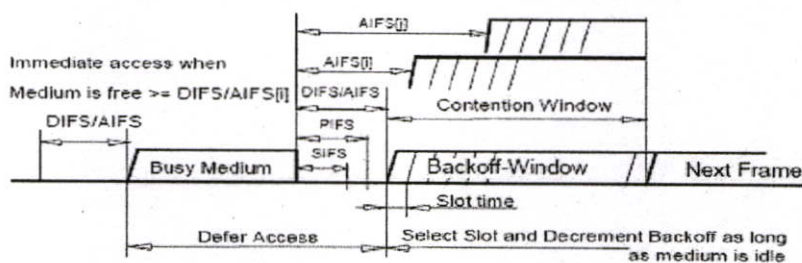 AIFS[j]
AIFS[i]
Immediate access when
Medium is free >= DIFS/AIFS[i]
DIFS/AIFS
Contention Window
DIFS/AIFS
PIFS
SIFS
Busy Medium
Backoff-Window
Next Frame
Slot time
Defer Access
Select Slot and Decrement Backoff as long
as medium is idle